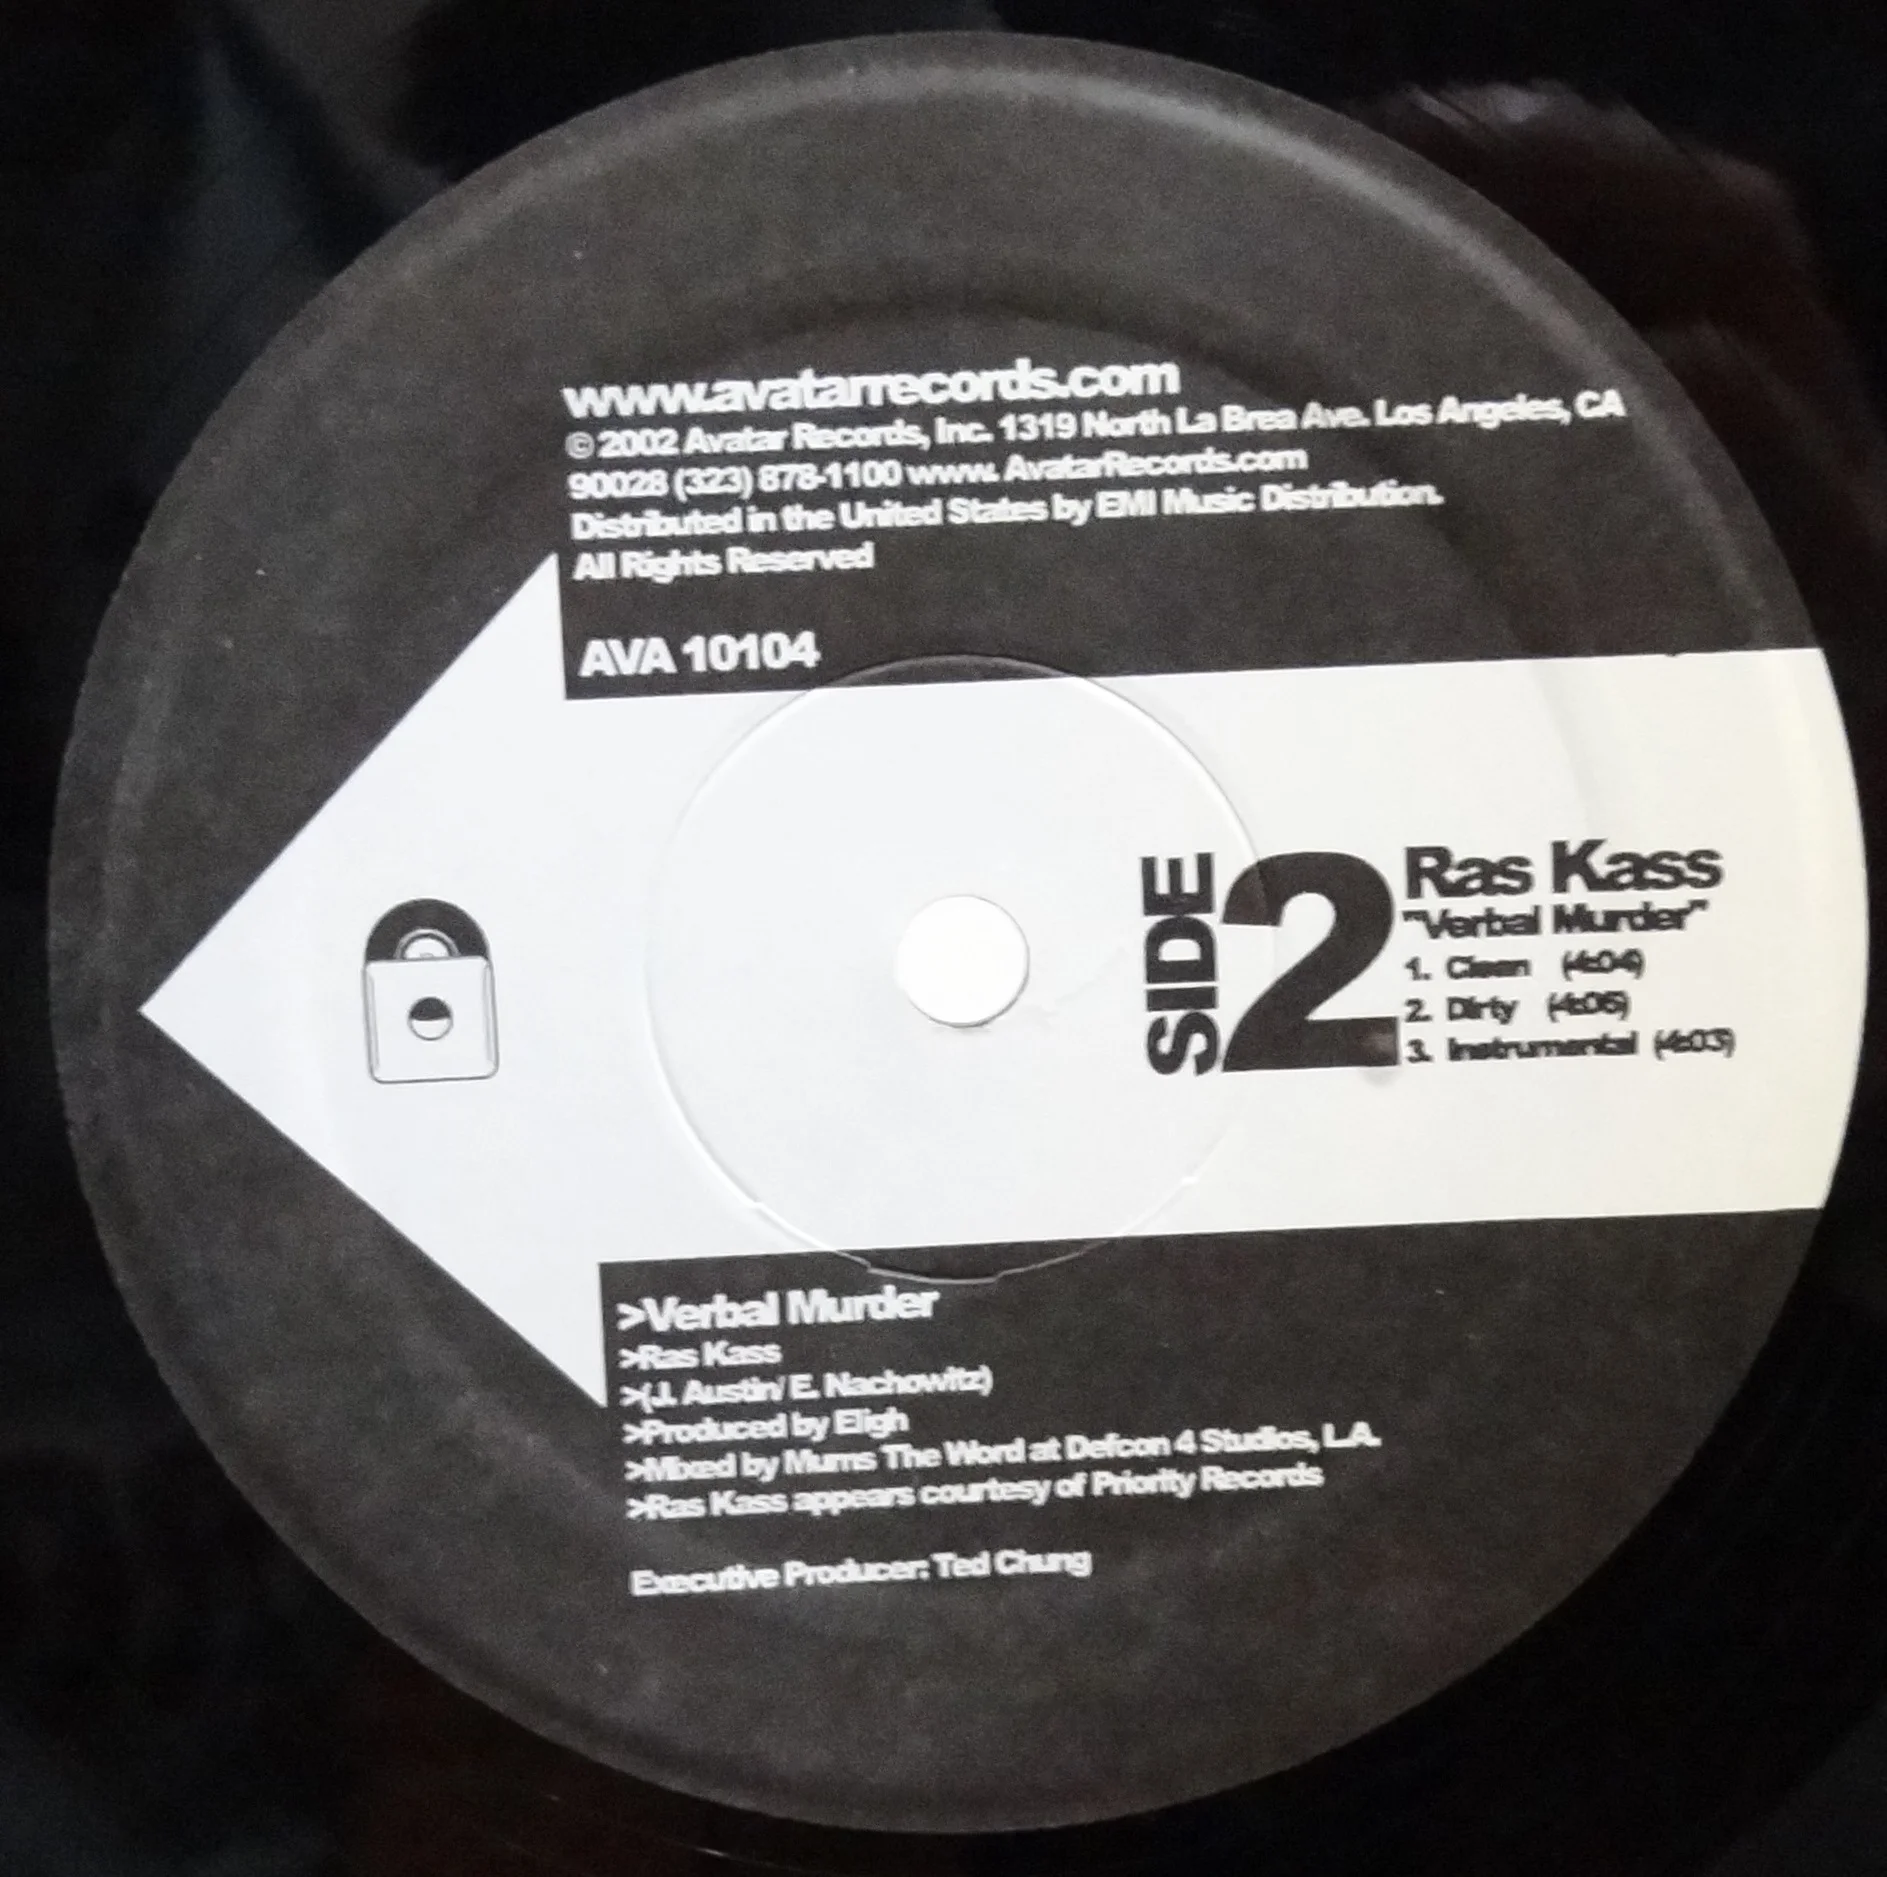 www.avatarrecords.com
© 2002 Avatar Records, Inc. 1319 North La Brea Ave. Los Angeles, CA
90028 (323) 878-1100 www. AvatarRecords.com
Distributed in the United States by EMI Music Distribution.
All Rights Reserved
AVA 10104
SIDE 2
Ras Kass
"Verbal Murder"
1. Clean (4:04)
2. Dirty (4:06)
3. Instrumental (4:03)
>Verbal Murder
>Ras Kass
>(J. Austin/ E. Nachowitz)
>Produced by Eligh
>Mixed by Mums The Word at Defcon 4 Studios, L.A.
>Ras Kass appears courtesy of Priority Records
Executive Producer: Ted Chung